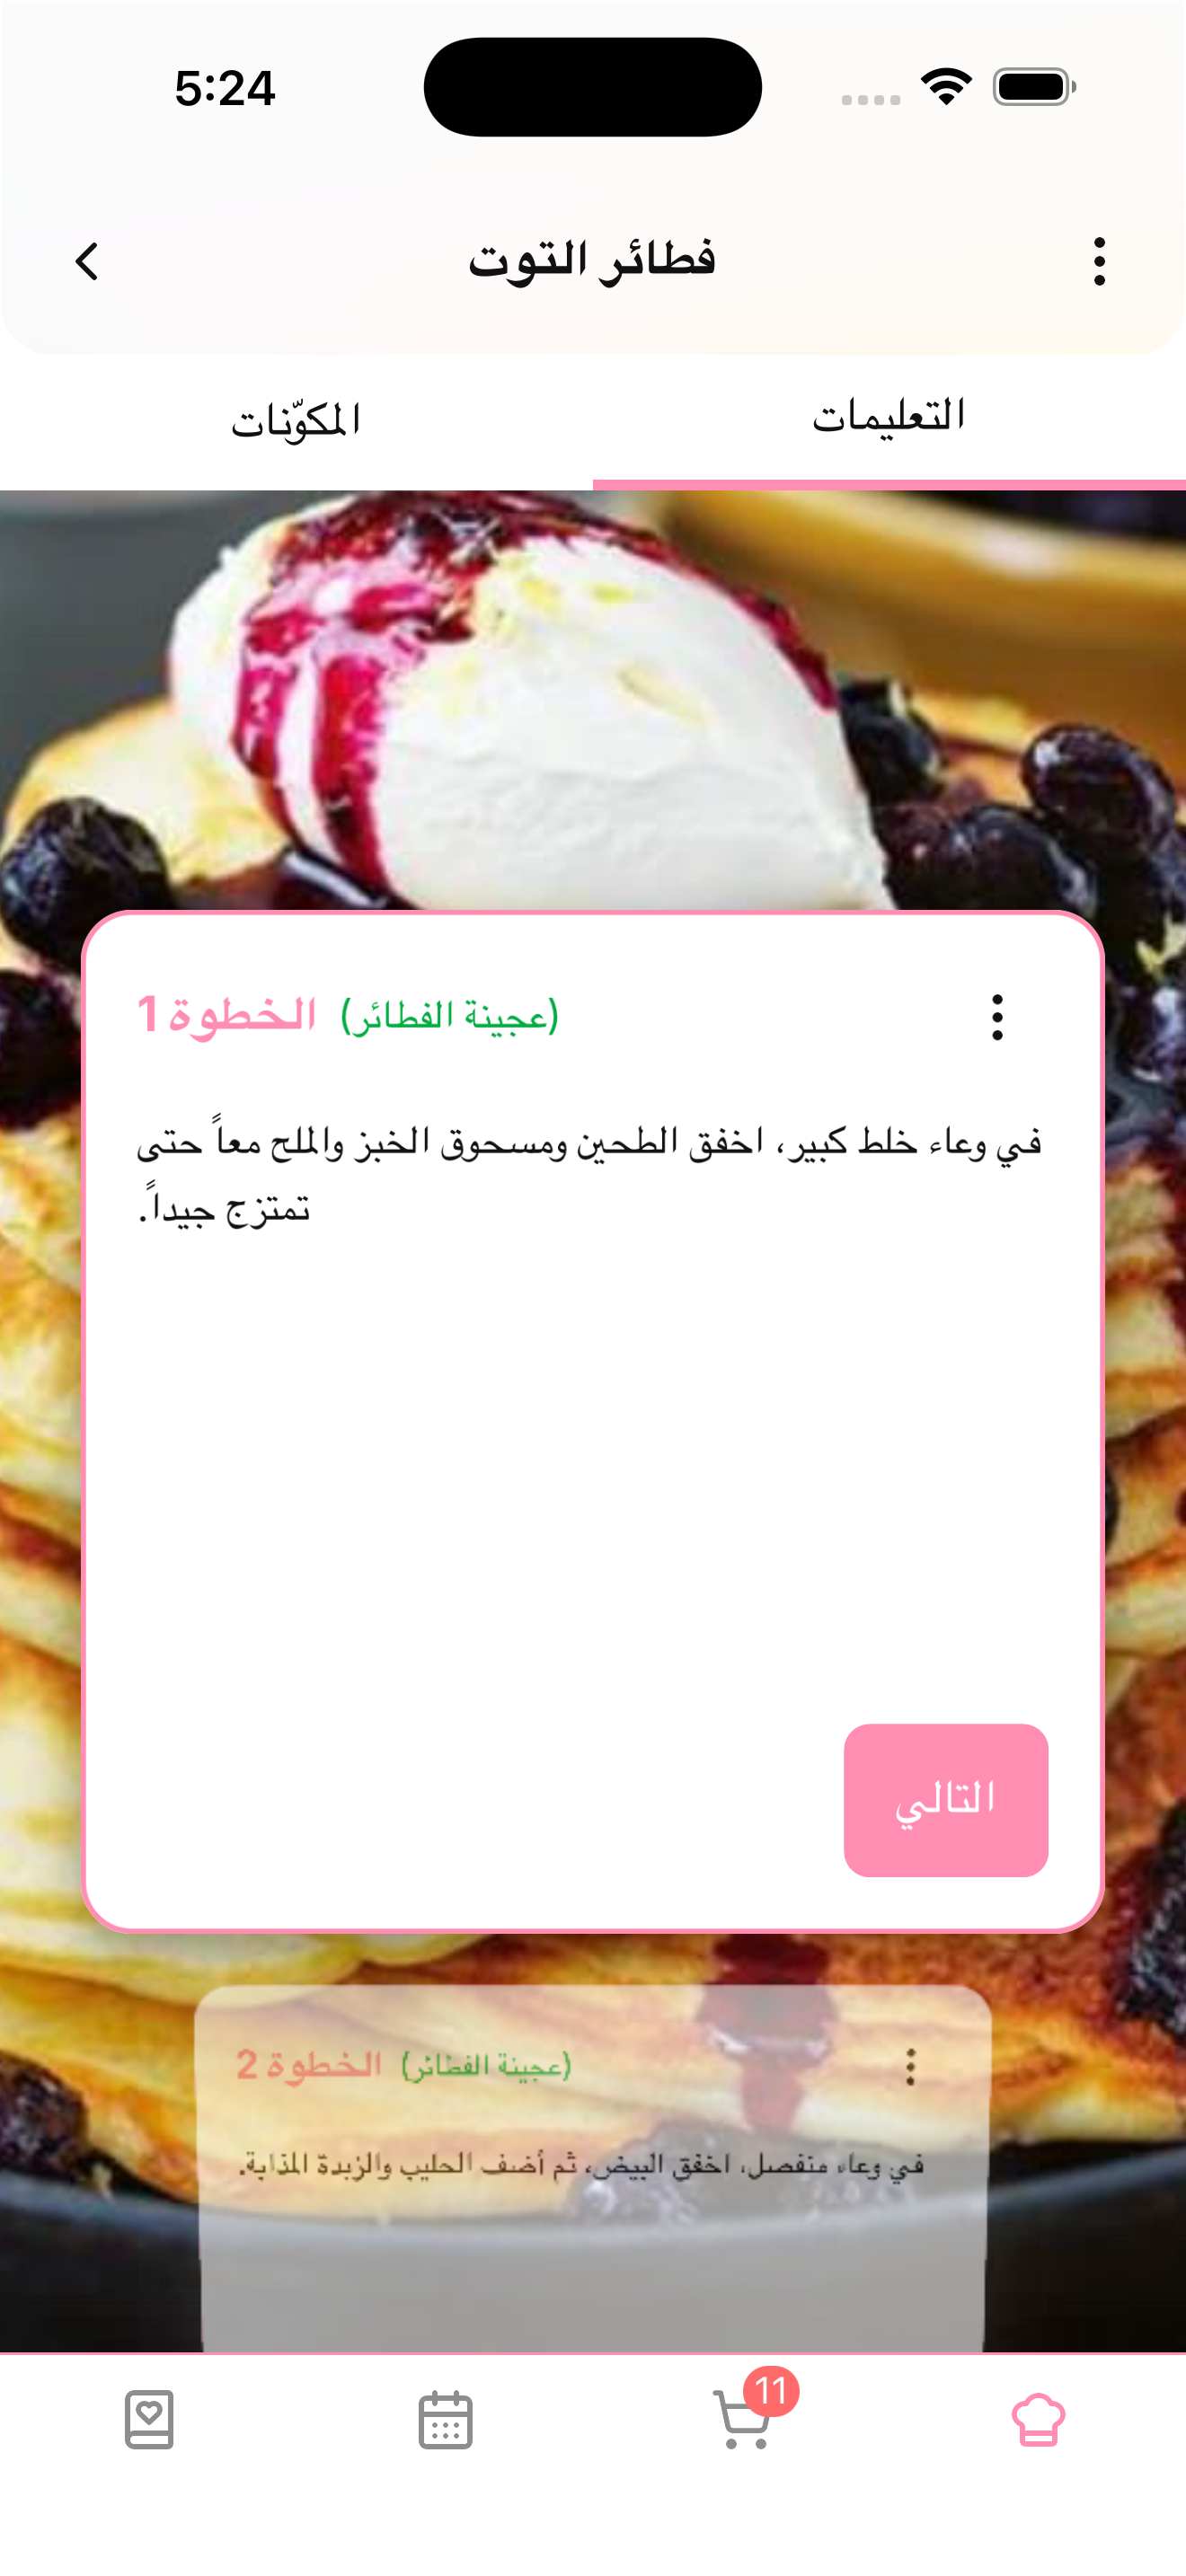 5:24
فطائر التوت
التعليمات
المكوّنات
الخطوة 1 (عجينة الفطائر)
في وعاء خلط كبير، اخفق الطحين ومسحوق الخبز والملح معاً حتى
تمتزج جيداً.
التالي
الخطوة 2 (عجينة الفطائر)
في وعاء منفصل، اخفق البيض، ثم أضف الحليب والزبدة المذابة.
11